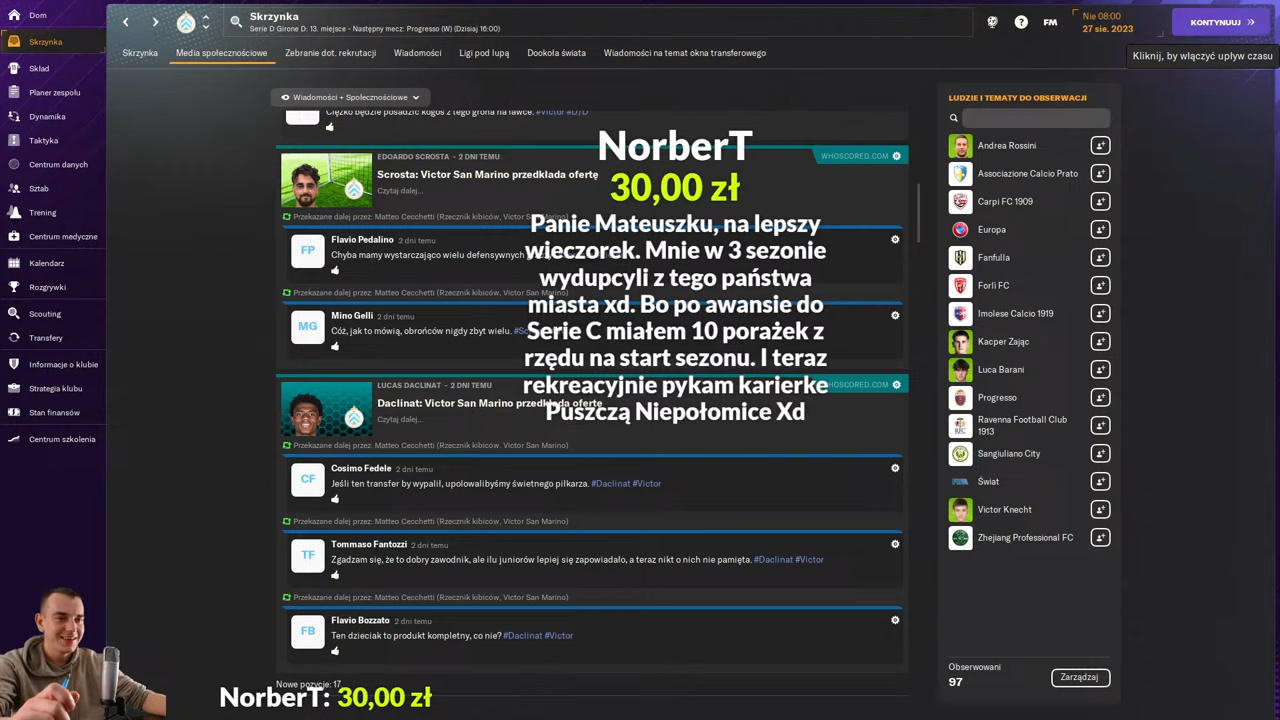 Dom
Skrzynka
Skład
Planer zespołu
Dynamika
Taktyka
Centrum danych
Sztab
Trening
Centrum medyczne
Kalendarz
Rozgrywki
Scouting
Transfery
Informacje o klubie
Strategia klubu
Stan finansów
Centrum szkolenia
Skrzynka
Serie D Girone D: 13. miejsce - Następny mecz: Progresso (W) (Dzisiaj 16:00)
FM
Nie 08:00
27 sie. 2023
KONTYNUUJ
Kliknij, by włączyć upływ czasu
Skrzynka
Media społecznościowe
Zebranie dot. rekrutacji
Wiadomości
Ligi pod lupą
Dookoła świata
Wiadomości na temat okna transferowego
Wiadomości + Społecznościowe
Ciężko będzie posadzić kogoś z tego grona na ławce. #Victor #D/D
EDOARDO SCROSTA - 2 DNI TEMU
WHOSCORED.COM
Scrosta: Victor San Marino przedkłada ofertę
Czytaj dalej...
Przekazane dalej przez: Matteo Cecchetti (Rzecznik kibiców, Victor San Marino)
FP
Flavio Pedalino 2 dni temu
Chyba mamy wystarczająco wielu defensywnych
Przekazane dalej przez: Matteo Cecchetti (Rzecznik kibiców, Victor San Marino)
MG
Mino Gelli 2 dni temu
Cóż, jak to mówią, obrońców nigdy zbyt wielu.
LUCAS DACLINAT - 2 DNI TEMU
WHOSCORED.COM
Daclinat: Victor San Marino przedkłada ofertę
Czytaj dalej...
Przekazane dalej przez: Matteo Cecchetti (Rzecznik kibiców, Victor San Marino)
CF
Cosimo Fedele 2 dni temu
Jeśli ten transfer by wypalił, upolowalibyśmy świetnego piłkarza. #Daclinat #Victor
Przekazane dalej przez: Matteo Cecchetti (Rzecznik kibiców, Victor San Marino)
TF
Tommaso Fantozzi 2 dni temu
Zgadzam się, że to dobry zawodnik, ale ilu juniorów lepiej się zapowiadało, a teraz nikt o nich nie pamięta. #Daclinat #Victor
Przekazane dalej przez: Matteo Cecchetti (Rzecznik kibiców, Victor San Marino)
FB
Flavio Bozzato 2 dni temu
Ten dzieciak to produkt kompletny, co nie? #Daclinat #Victor
Nowe pozycje: 17
NorberT
30,00 zł
Panie Mateuszku, na lepszy
wieczorek. Mnie w 3 sezonie
wydupcyli z tego państwa
miasta xd. Bo po awansie do
Serie C miałem 10 porażek z
rzędu na start sezonu. I teraz
rekreacyjnie pykam karierke
Puszczą Niepołomice Xd
NorberT: 30,00 zł
LUDZIE I TEMATY DO OBSERWACJI
Andrea Rossini
Associazione Calcio Prato
Carpi FC 1909
Europa
Fanfulla
Forlì FC
Imolese Calcio 1919
Kacper Zając
Luca Barani
Progresso
Ravenna Football Club
1913
Sangiuliano City
Świat
Victor Knecht
Zhejiang Professional FC
Obserwowani
97
Zarządzaj